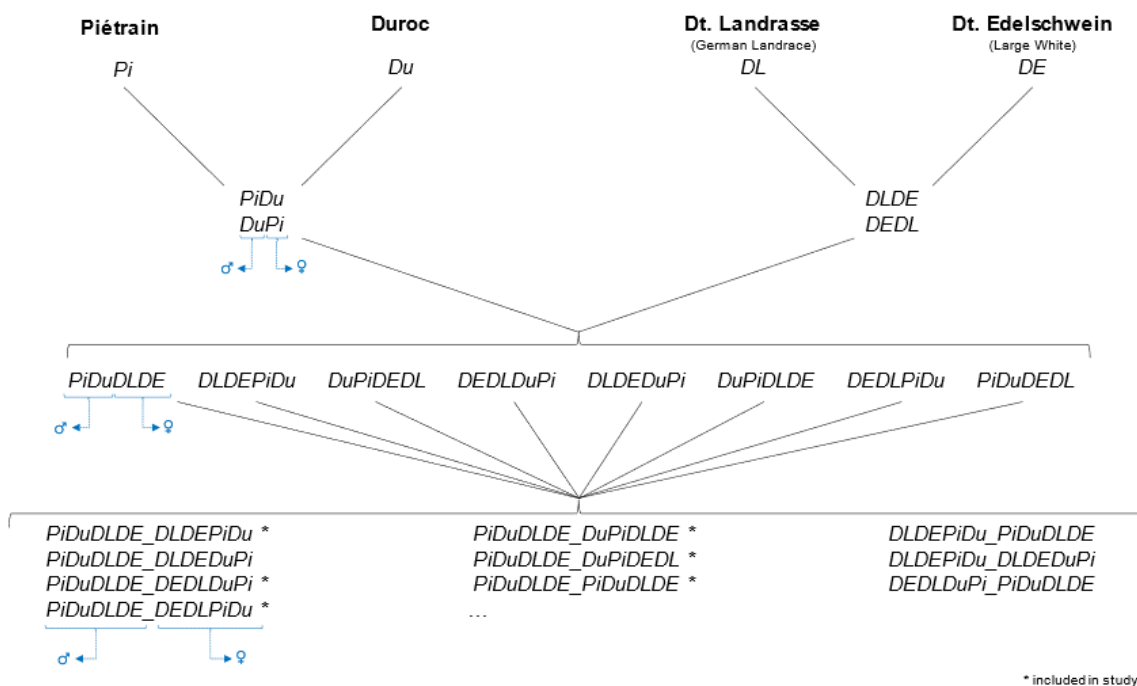 Piétrain Duroc Dt. Landrasse Dt. Edelschwein
(German Landrace) (Large White)
Pi Du DL DE
PiDu DLDE
DuPi DEDL
♂ ♀
PiDuDLDE DLDEPiDu DuPiDEDL DEDLDuPi DLDEDuPi DuPiDLDE DEDLPiDu PiDuDEDL
♂ ♀
PiDuDLDE_DLDEPiDu * PiDuDLDE_DuPiDLDE * DLDEPiDu_PiDuDLDE
PiDuDLDE_DLDEDuPi PiDuDLDE_DuPiDEDL * DLDEPiDu_DLDEDuPi
PiDuDLDE_DEDLDuPi * PiDuDLDE_PiDuDLDE * DEDLDuPi_PiDuDLDE
PiDuDLDE_DEDLPiDu * ...
♂ ♀
* included in study